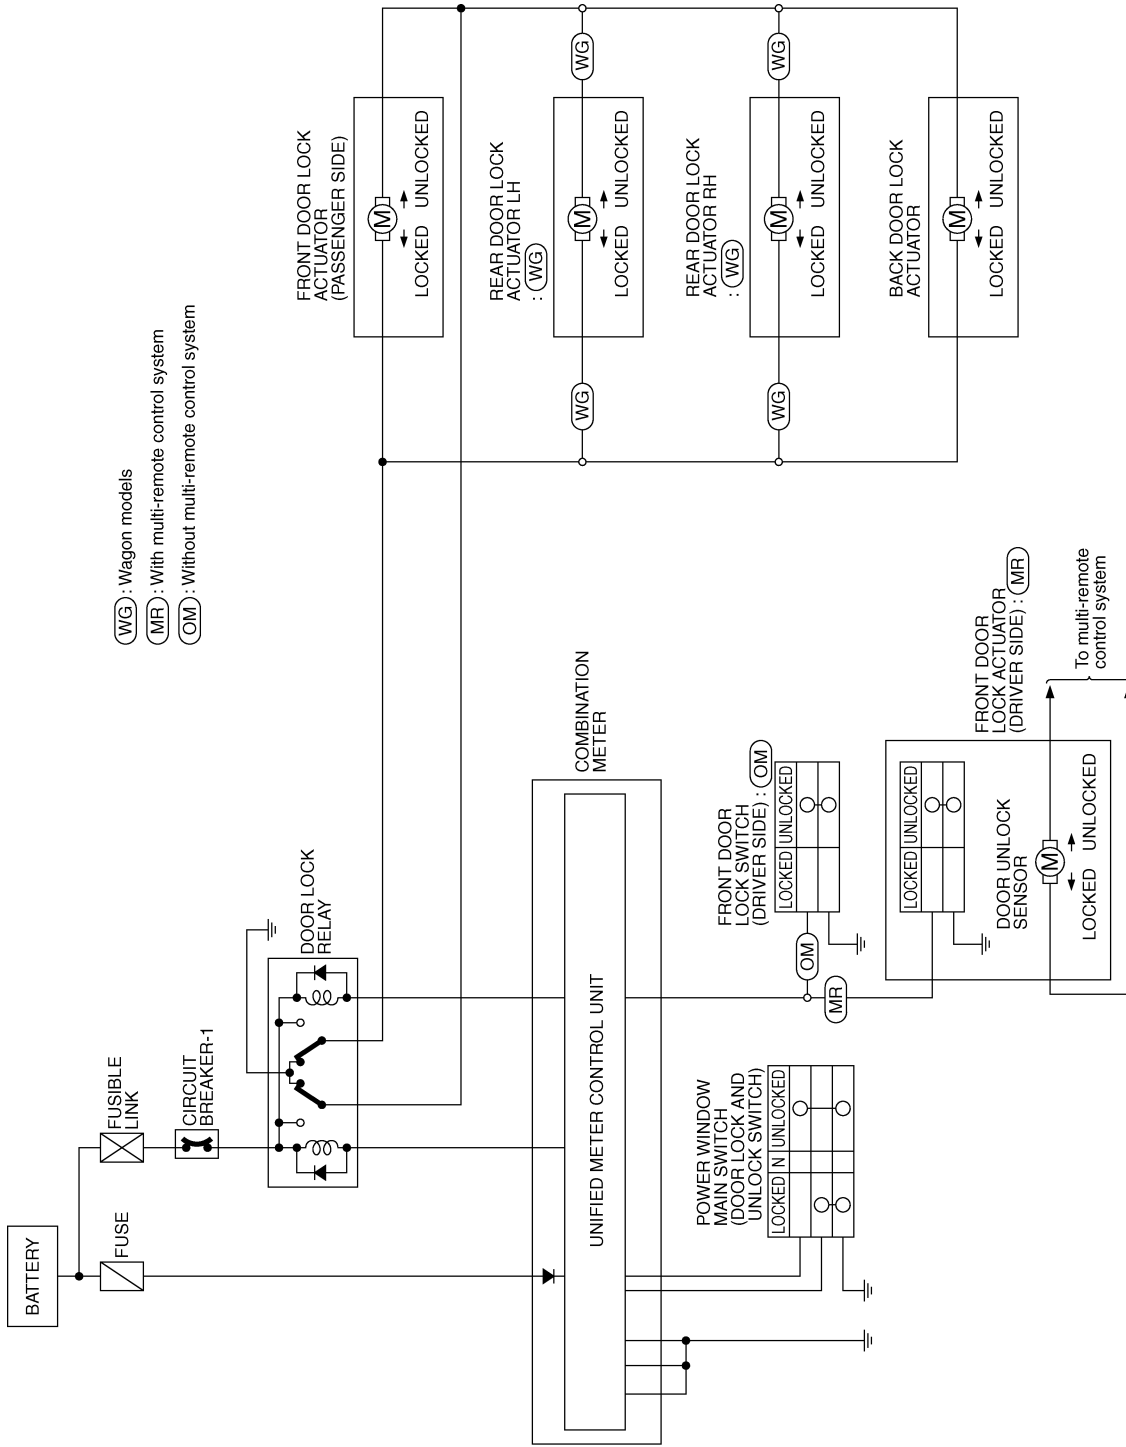 BATTERY
FUSE
FUSIBLE
LINK
CIRCUIT
BREAKER-1
DOOR LOCK
RELAY
WG : Wagon models
MR : With multi-remote control system
OM : Without multi-remote control system
FRONT DOOR LOCK
ACTUATOR
(PASSENGER SIDE)
M
LOCKED UNLOCKED
WG
WG
REAR DOOR LOCK
ACTUATOR LH
: WG
M
LOCKED UNLOCKED
WG
WG
REAR DOOR LOCK
ACTUATOR RH
: WG
M
LOCKED UNLOCKED
BACK DOOR LOCK
ACTUATOR
M
LOCKED UNLOCKED
COMBINATION
METER
UNIFIED METER CONTROL UNIT
POWER WINDOW
MAIN SWITCH
(DOOR LOCK AND
UNLOCK SWITCH)
LOCKED N UNLOCKED
FRONT DOOR
LOCK SWITCH
(DRIVER SIDE) : OM
LOCKED UNLOCKED
OM
MR
FRONT DOOR
LOCK ACTUATOR
(DRIVER SIDE) : MR
LOCKED UNLOCKED
DOOR UNLOCK
SENSOR
M
LOCKED UNLOCKED
To multi-remote
control system